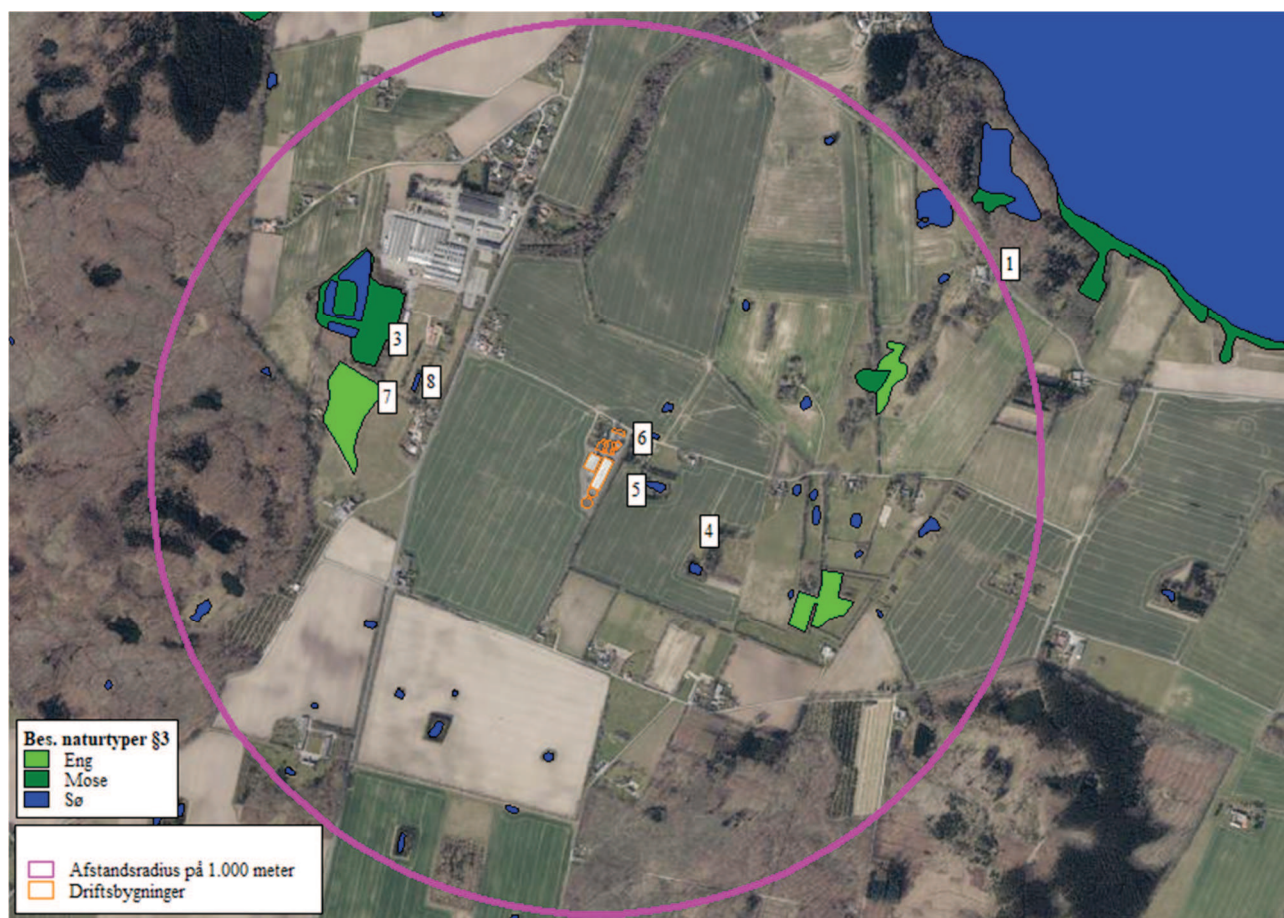 1
3
8
7
6
5
4
Bes. naturtyper §3
Eng
Mose
Sø
Afstandsradius på 1.000 meter
Driftsbygninger